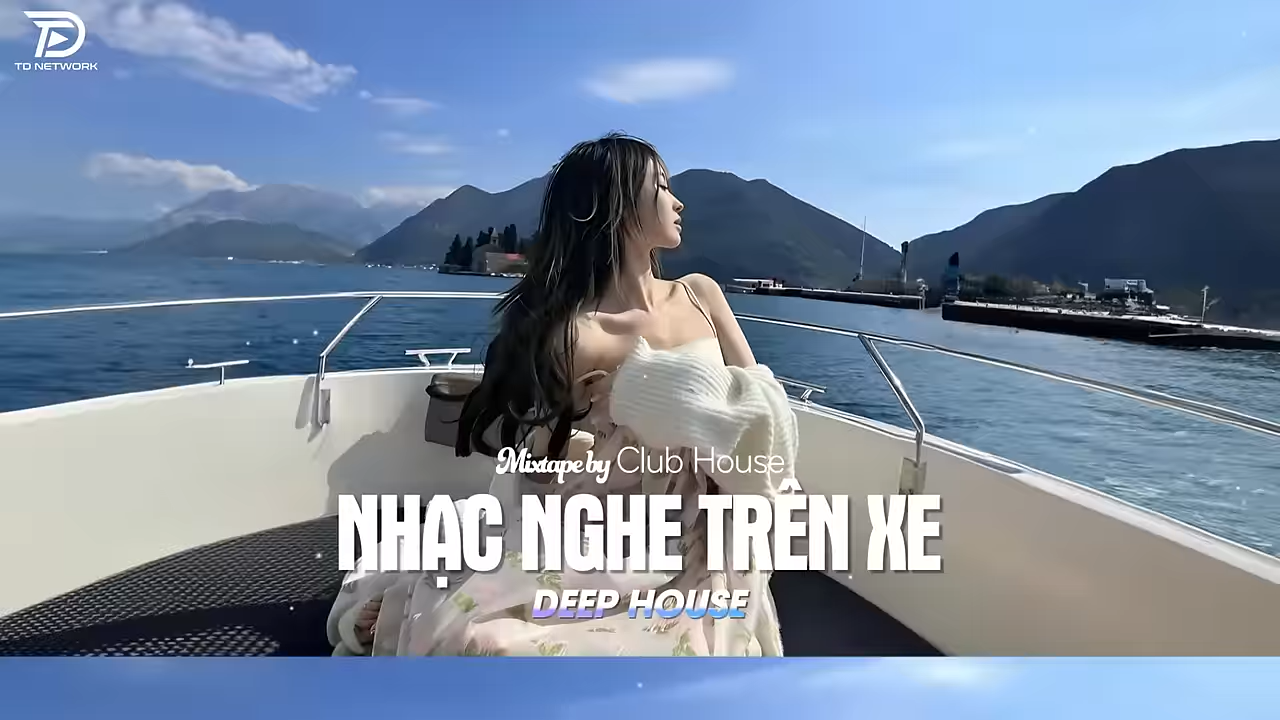 TD NETWORK
Mixtape by Club House
NHẠC NGHE TRÊN XE
DEEP HOUSE